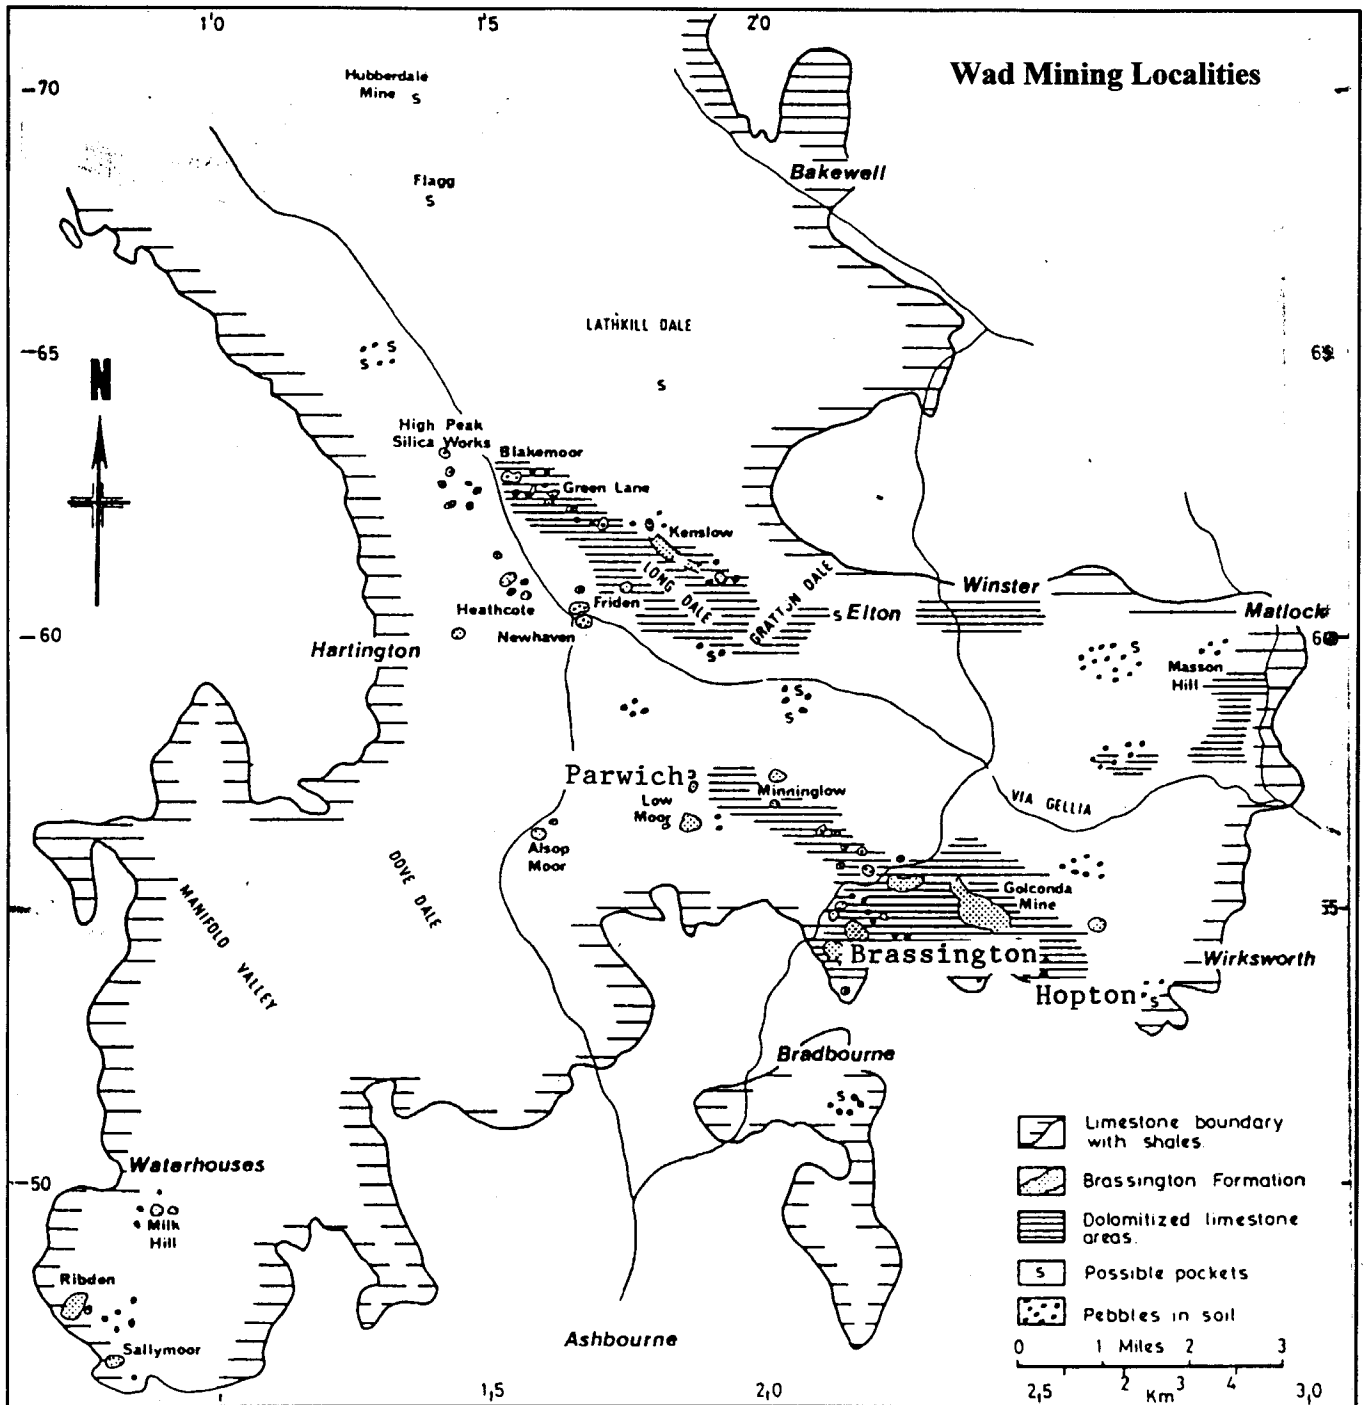 1'0
1'5
2'0
Wad Mining Localities
Hubberdale
Mine
S
—70
Flagg
S
Bakewell
LATHKILL DALE
S
—65
S
S
65
N
High Peak
Silica Works
Blakemoor
Green Lane
Kenslow
LONG DALE
GRATTON DALE
Winster
Heathcote
Friden
S Elton
Matlock
—60
Newhaven
S
60
Hartington
S
Masson
Hill
S
S
Parwich
Minninglow
Low
Moor
VIA GELLIA
Alsop
Moor
DOVE DALE
MANIFOLD VALLEY
Golconda
Mine
Brassington
Wirksworth
Hopton
S
Bradbourne
S
Waterhouses
—50
Milk
Hill
Ribden
Sallymoor
Ashbourne
Limestone boundary
with shales.
Brassington Formation
Dolomitized limestone
areas.
S Possible pockets
Pebbles in soil
0 1 Miles 2 3
2 Km 3 4
1,5
2,0
2,5
3,0